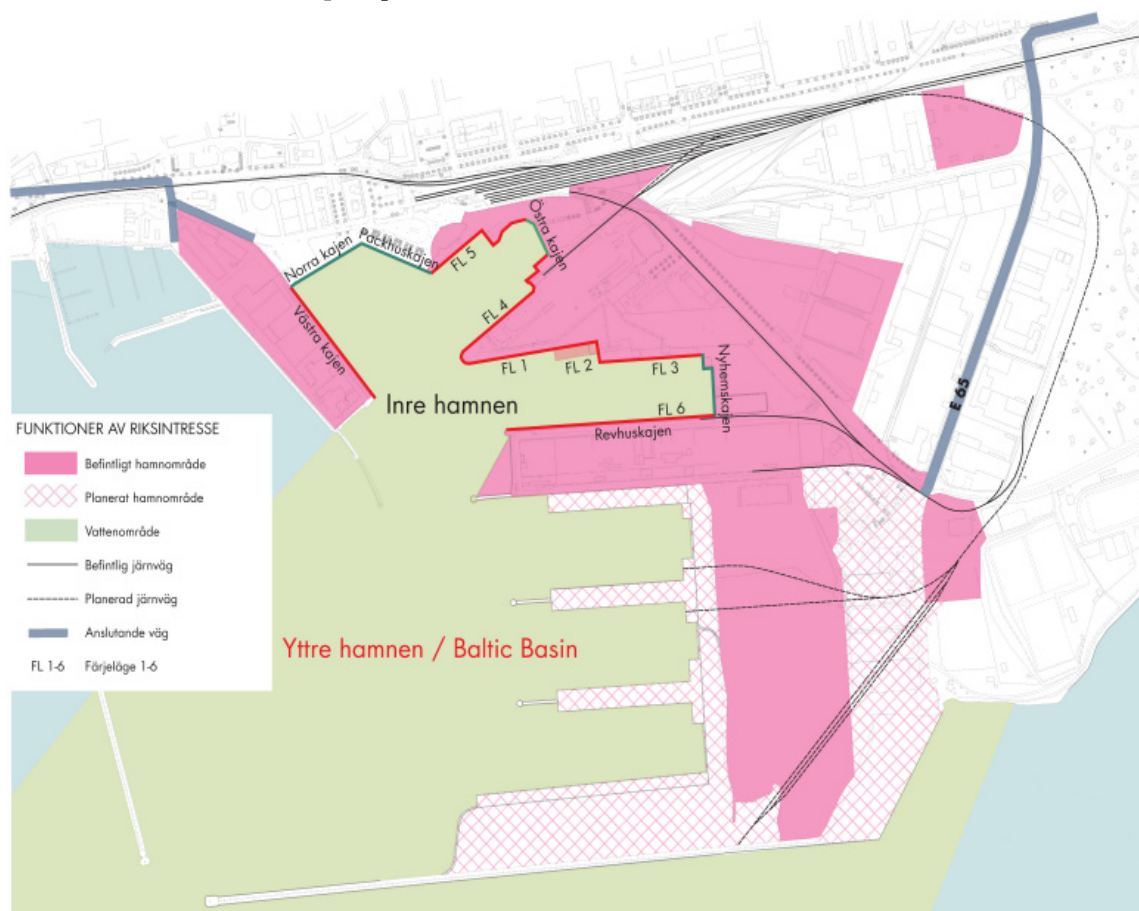 Norra kajen
Packhuskajen
FL 5
Östra kajen
FL 4
Västra kajen
FL 1
FL 2
FL 3
Nyhemskajen
FL 6
Revhuskajen
Inre hamnen
E 65
FUNKTIONER AV RIKSINTRESSE
Befintligt hamnområde
Planerat hamnområde
Vattenområde
Befintlig järnväg
Planerad järnväg
Anslutande väg
FL 1-6 Färjeläge 1-6
Yttre hamnen / Baltic Basin